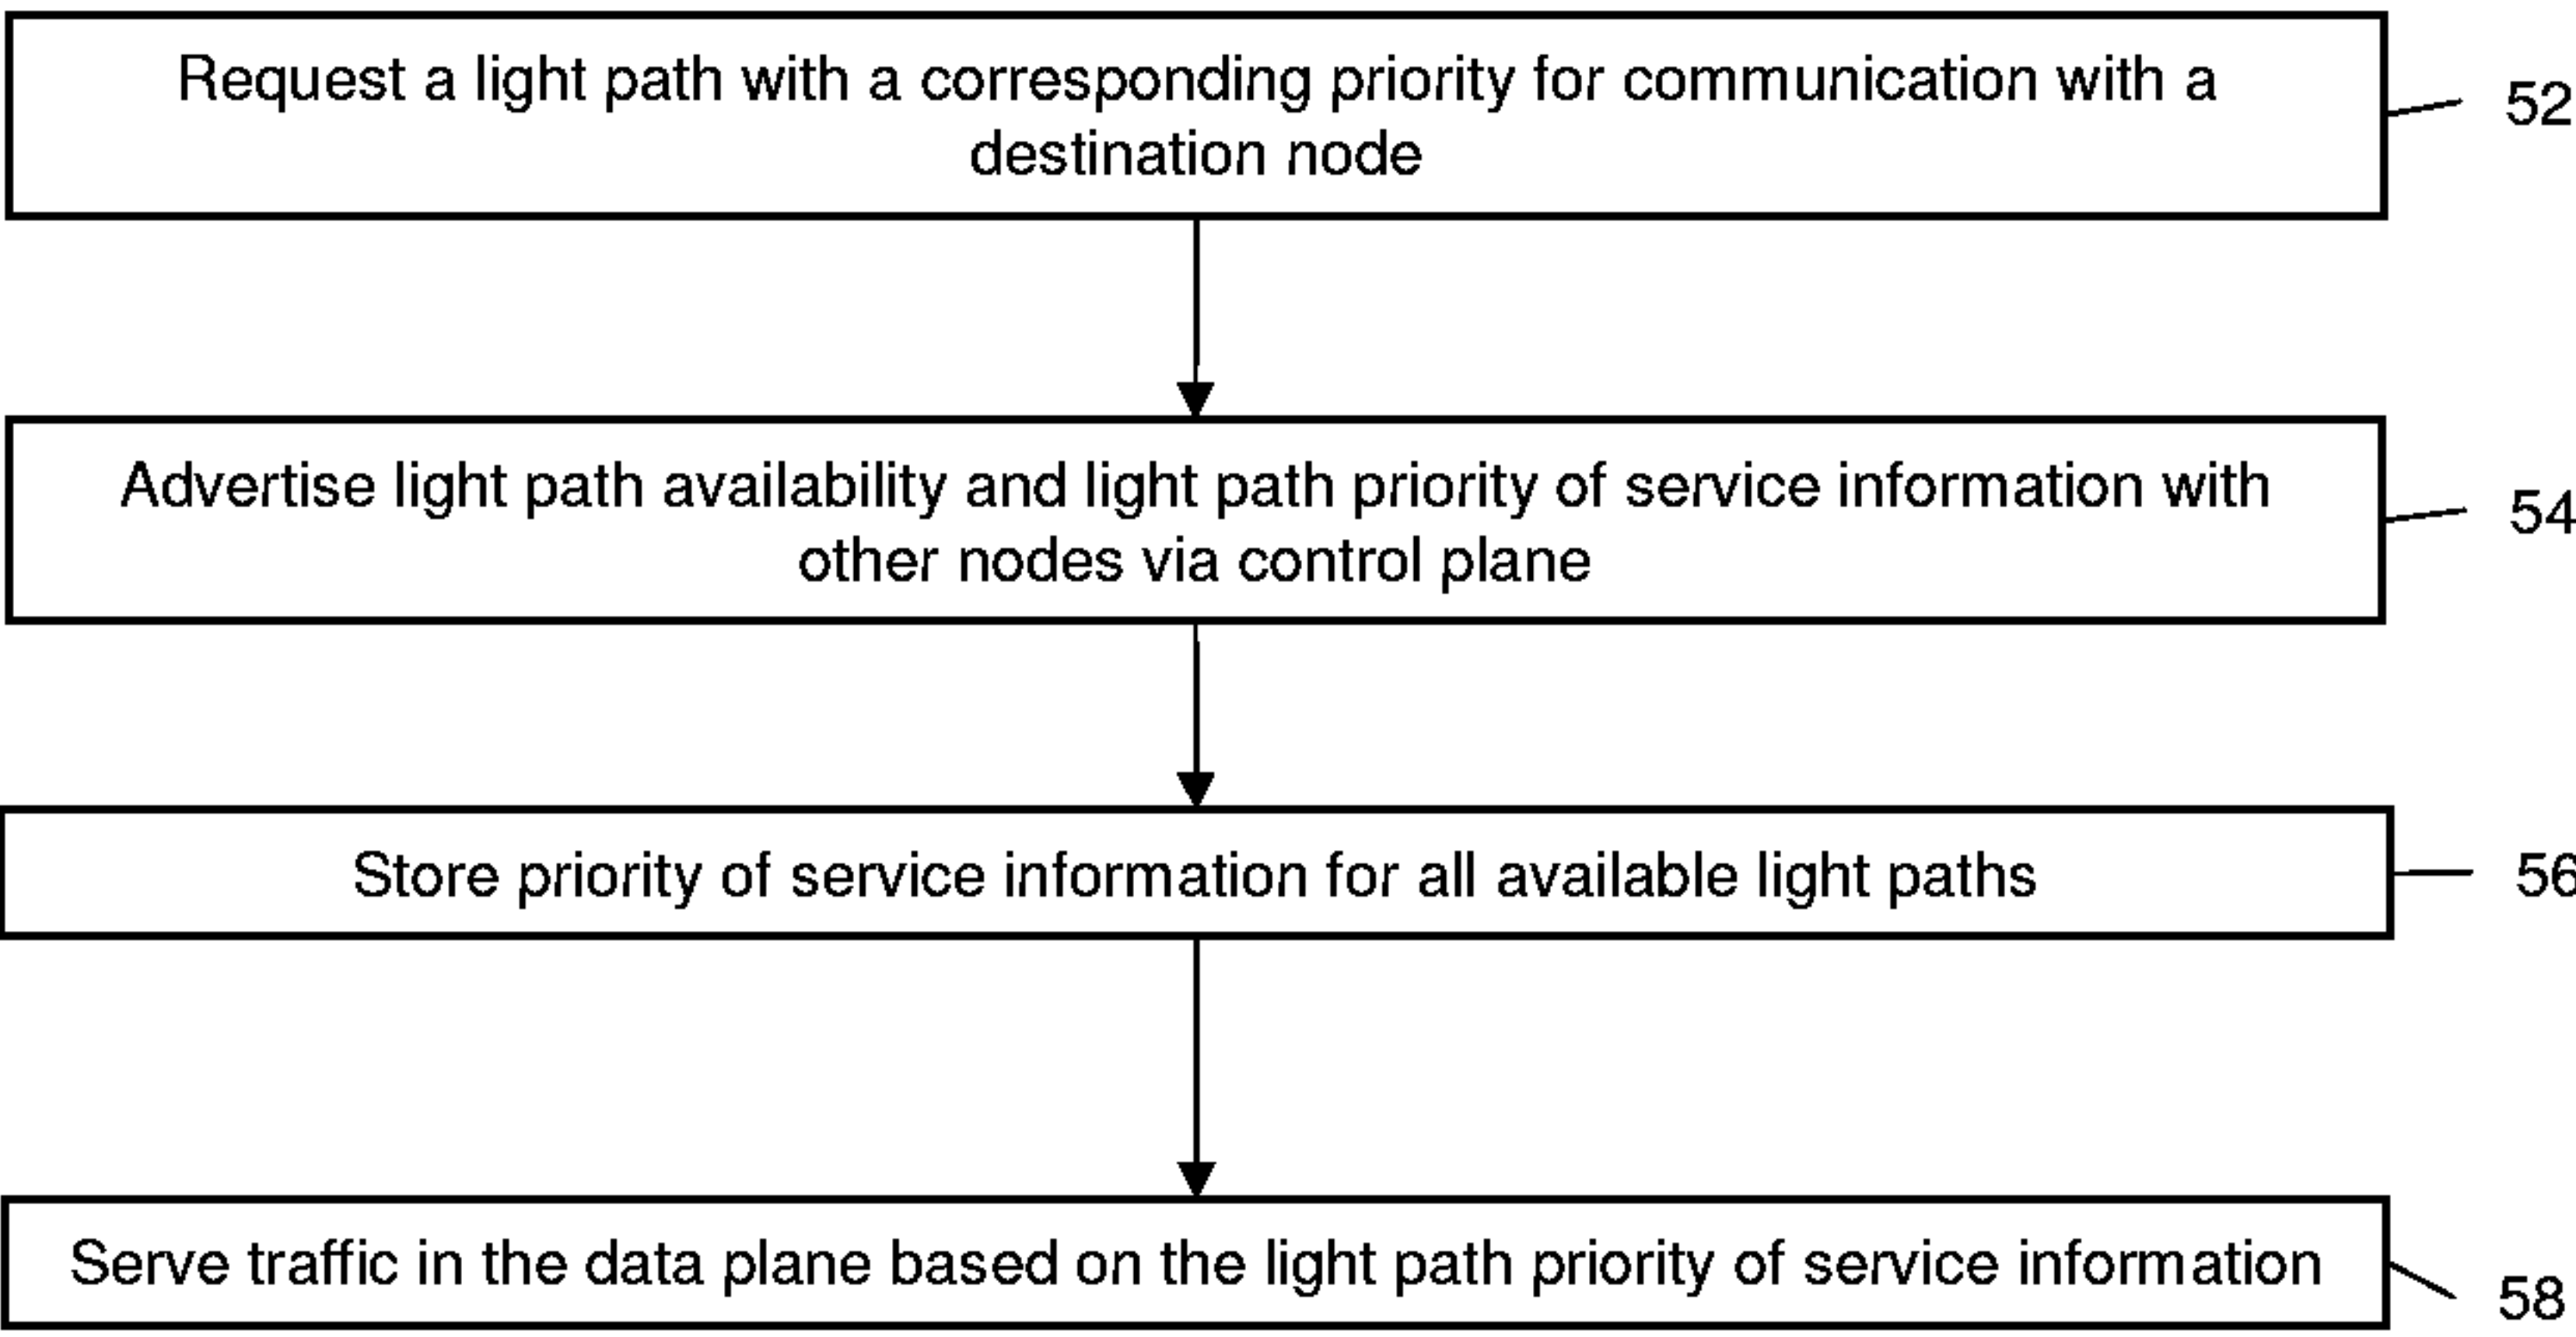 Request a light path with a corresponding priority for communication with a
destination node
52
Advertise light path availability and light path priority of service information with
other nodes via control plane
54
Store priority of service information for all available light paths
56
Serve traffic in the data plane based on the light path priority of service information
58